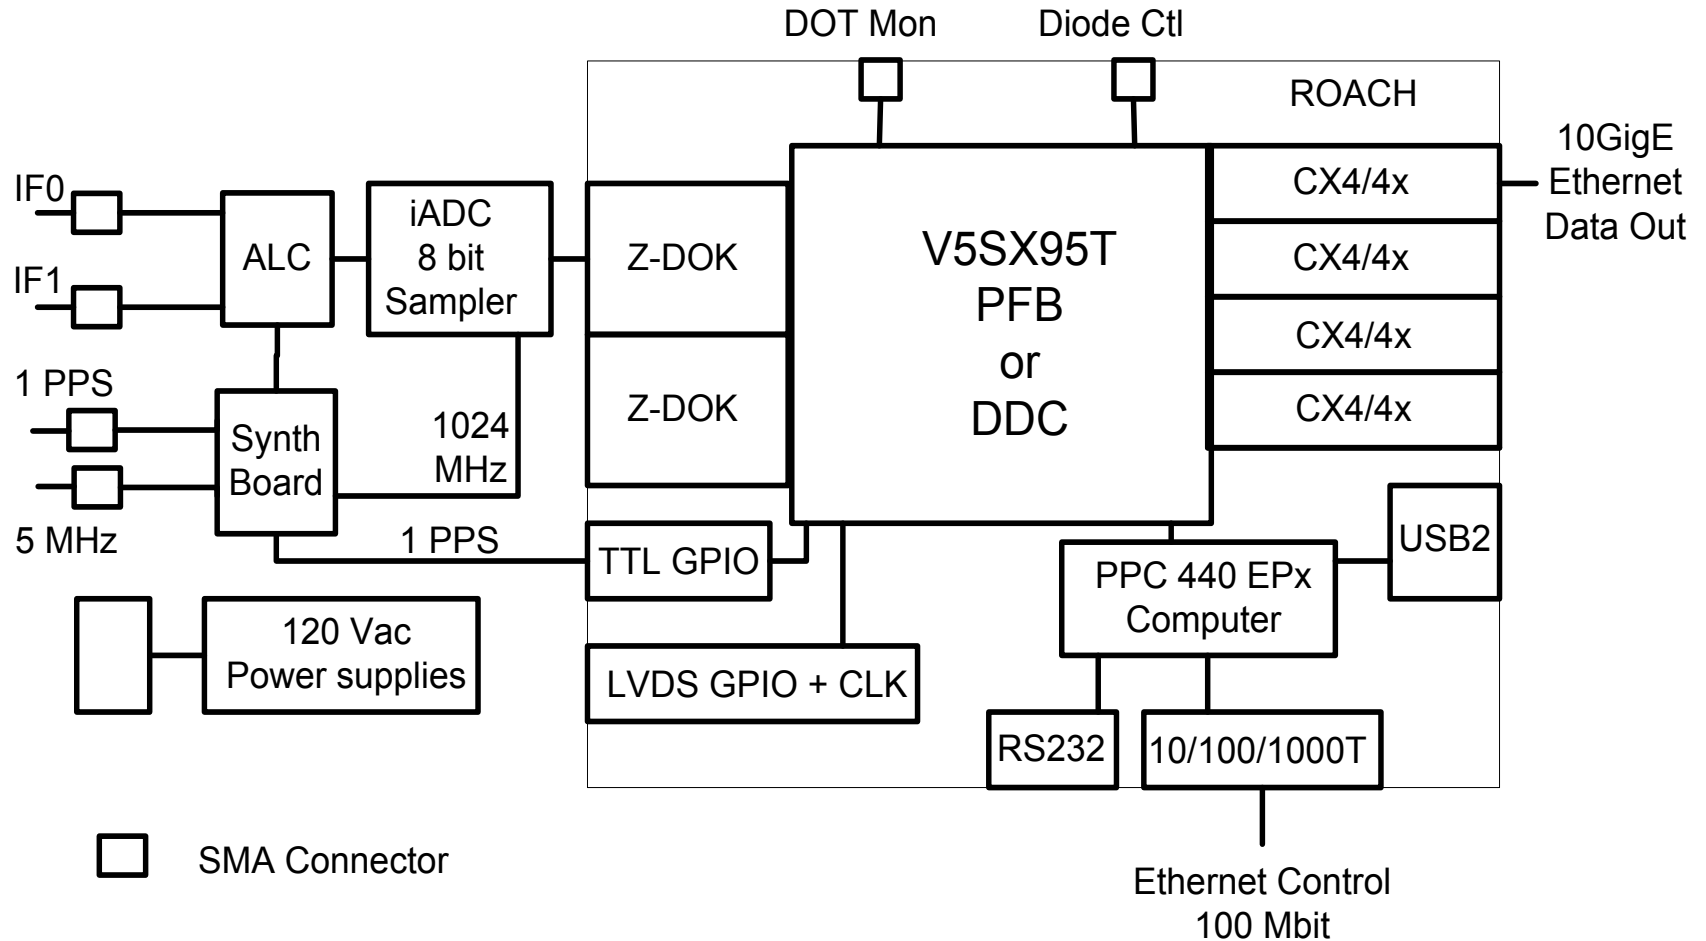 DOT Mon
Diode Ctl
ROACH
10GigE
Ethernet
Data Out
IF0
IF1
ALC
iADC
8 bit
Sampler
Z-DOK
Z-DOK
V5SX95T
PFB
or
DDC
CX4/4x
CX4/4x
CX4/4x
CX4/4x
1 PPS
5 MHz
Synth
Board
1024
MHz
1 PPS
TTL GPIO
LVDS GPIO + CLK
PPC 440 EPx
Computer
USB2
RS232
10/100/1000T
120 Vac
Power supplies
SMA Connector
Ethernet Control
100 Mbit